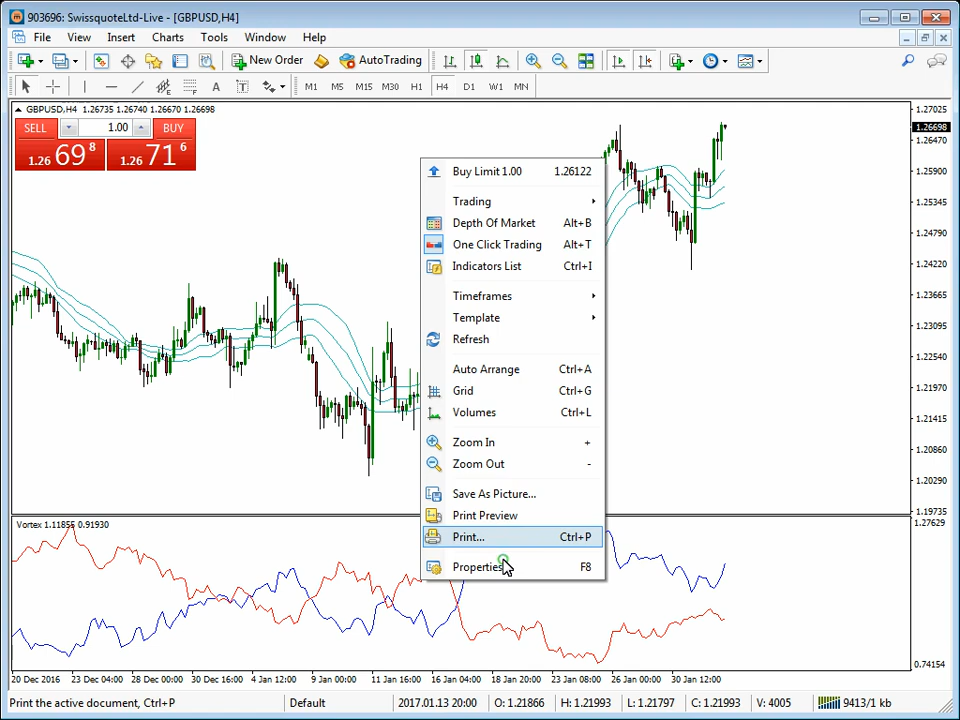 903696: SwissquoteLtd-Live - [GBPUSD,H4]
File View Insert Charts Tools Window Help
New Order AutoTrading
A T M1 M5 M15 M30 H1 H4 D1 W1 MN
GBPUSD,H4 1.26735 1.26740 1.26670 1.26698
SELL 1.00 BUY
1.26 69 8 1.26 71 6
1.27025
1.26698
1.26470
1.25900
1.25345
1.24790
1.24220
1.23665
1.23095
1.22540
1.21970
1.21415
1.20860
1.20290
1.19735
Buy Limit 1.00 1.26122
Trading
Depth Of Market Alt+B
One Click Trading Alt+T
Indicators List Ctrl+I
Timeframes
Template
Refresh
Auto Arrange Ctrl+A
Grid Ctrl+G
Volumes Ctrl+L
Zoom In +
Zoom Out -
Save As Picture...
Print Preview
Print... Ctrl+P
Properties F8
Vortex 1.11855 0.91930
1.27629
0.74154
20 Dec 2016 23 Dec 04:00 28 Dec 00:00 4 Jan 12:00 9 Jan 00:00 11 Jan 16:00 16 Jan 04:00 18 Jan 20:00 23 Jan 08:00 26 Jan 00:00 30 Jan 12:00
Print the active document, Ctrl+P Default 2017.01.13 20:00 O: 1.21866 H: 1.21993 L: 1.21797 C: 1.21993 V: 4005 9413/1 kb